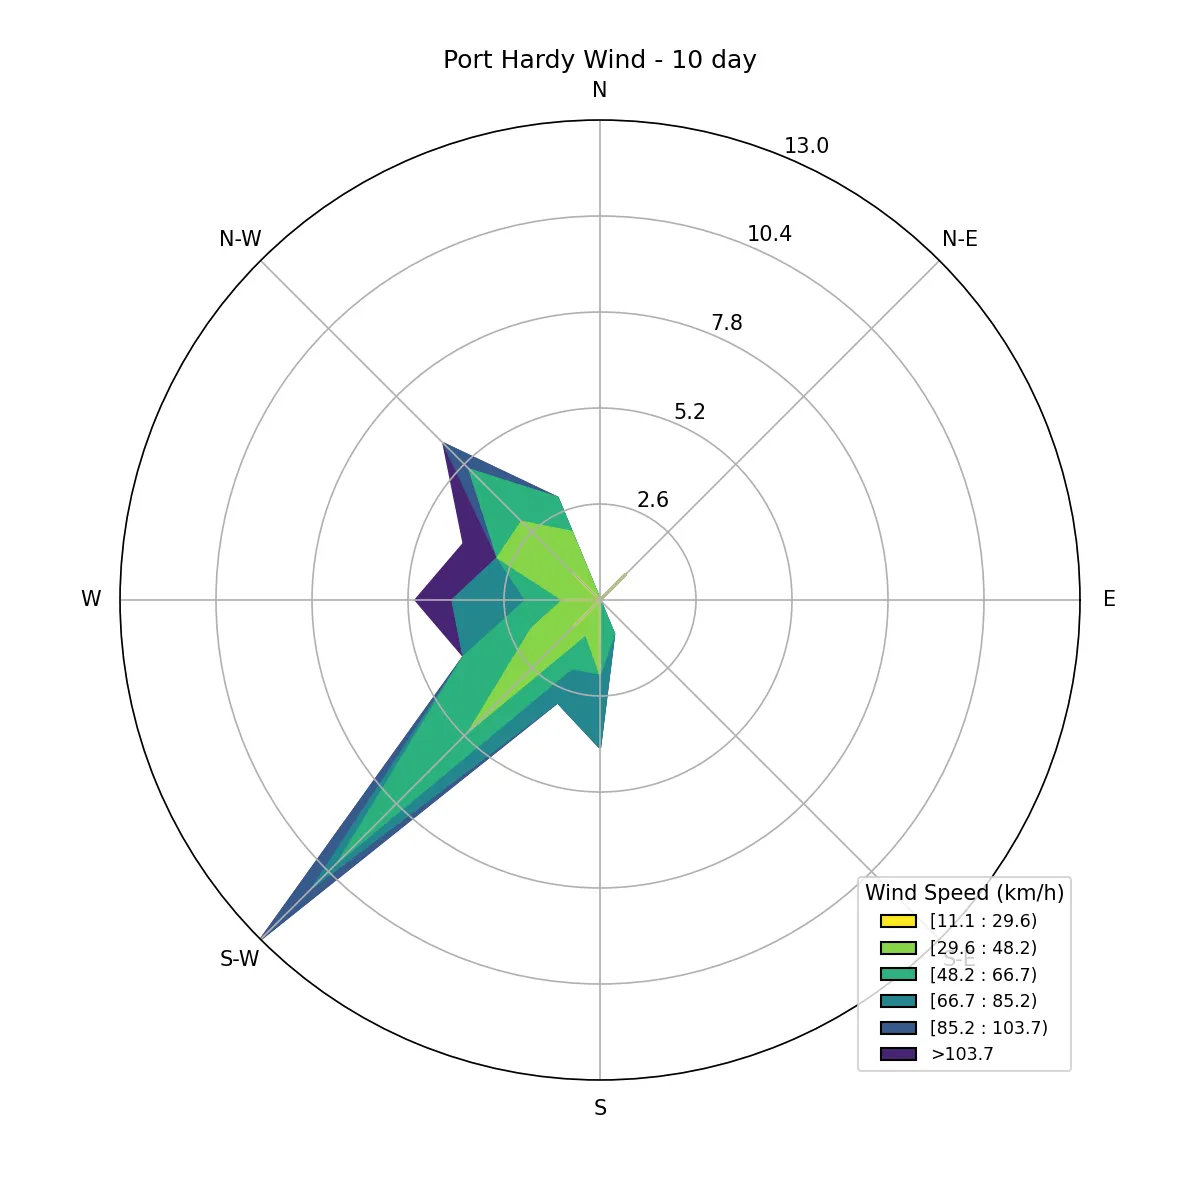 Port Hardy Wind - 10 day
N
13.0
10.4
N-W
N-E
7.8
5.2
2.6
W
E
Wind Speed (km/h)
[11.1 : 29.6)
[29.6 : 48.2)
S-W
S-E
[48.2 : 66.7)
[66.7 : 85.2)
[85.2 : 103.7)
>103.7
S